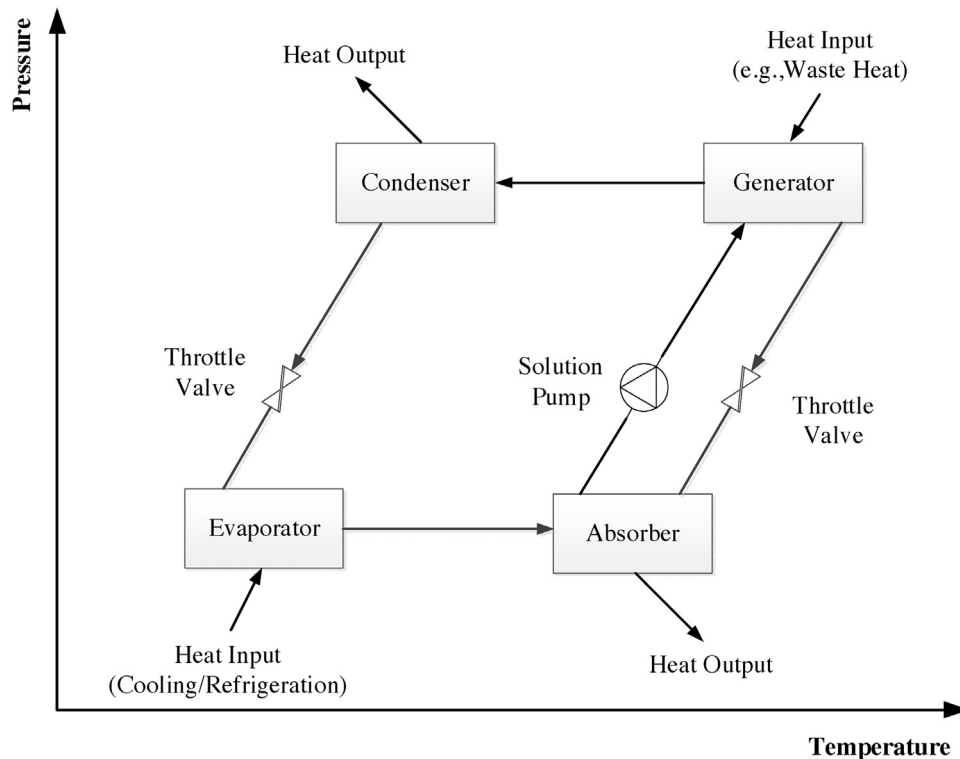 Pressure
Heat Output
Heat Input
(e.g.,Waste Heat)
Condenser
Generator
Throttle
Valve
Solution
Pump
Throttle
Valve
Evaporator
Absorber
Heat Input
(Cooling/Refrigeration)
Heat Output
Temperature